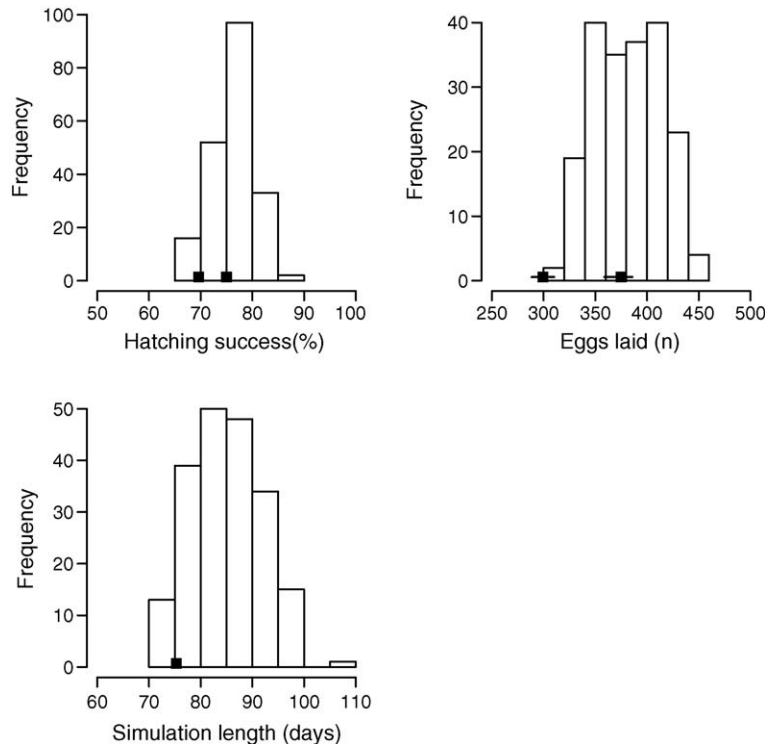 100
80
60
40
20
0
Frequency
50 60 70 80 90 100
Hatching success(%)
40
30
20
10
0
Frequency
250 300 350 400 450 500
Eggs laid (n)
50
40
30
20
10
0
Frequency
60 70 80 90 100 110
Simulation length (days)